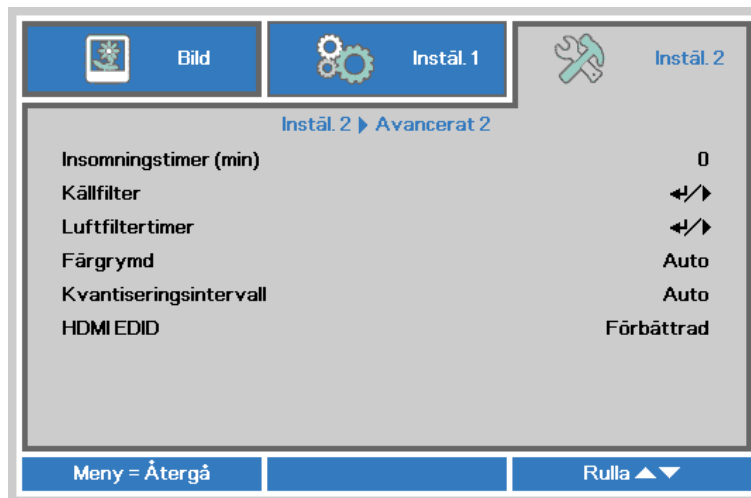 Bild
Instäl. 1
Instäl. 2
Instäl. 2 ▶ Avancerat 2
Insomningstimer (min) 0
Källfilter ↵/▶
Luftfiltertimer ↵/▶
Färgrymd Auto
Kvantiseringsintervall Auto
HDMI EDID Förbättrad
Meny = Återgå
Rulla ▲▼